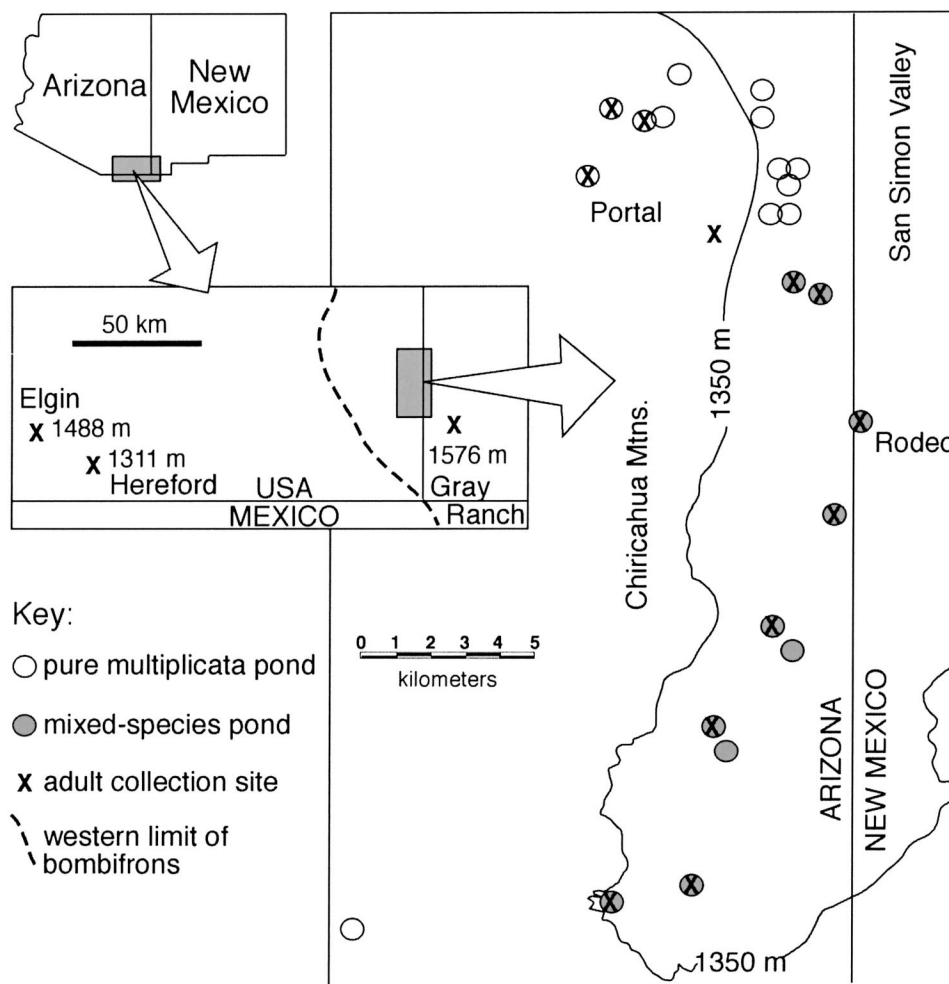 Arizona
New
Mexico
50 km
Elgin
X 1488 m
X 1311 m
Hereford
USA
MEXICO
X
1576 m
Gray
Ranch
Key:
pure multiplicata pond
mixed-species pond
X adult collection site
western limit of
bombifrons
0 1 2 3 4 5
kilometers
X
X
X
Portal
X
1350 m
San Simon Valley
X
X
Chiricahua Mtns.
X
Rodeo
X
X
X
ARIZONA
NEW MEXICO
X
X
1350 m